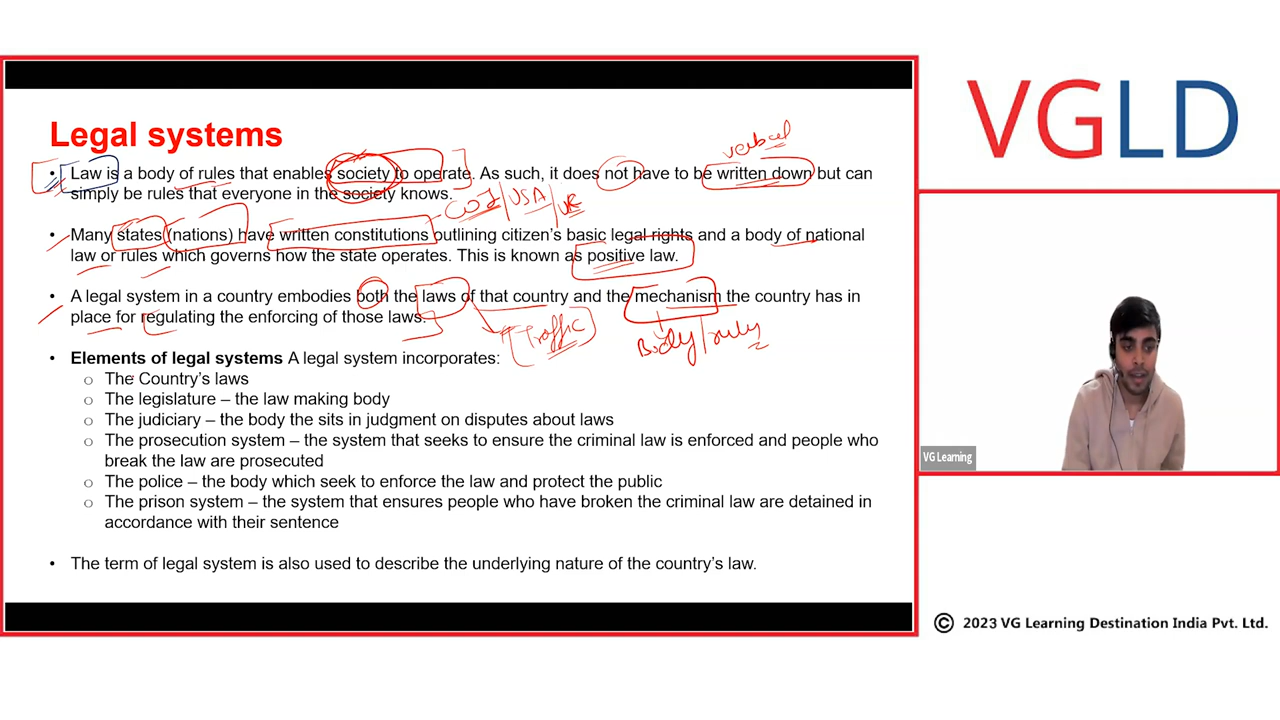 Legal systems
verbal
• Law is a body of rules that enables society to operate. As such, it does not have to be written down but can
simply be rules that everyone in the society knows.
COI/USA/UK
• Many states (nations) have written constitutions outlining citizen's basic legal rights and a body of national
law or rules which governs how the state operates. This is known as positive law.
• A legal system in a country embodies both the laws of that country and the mechanism the country has in
place for regulating the enforcing of those laws.
Traffic
Body/ruly
• Elements of legal systems A legal system incorporates:
o The Country's laws
o The legislature – the law making body
o The judiciary – the body the sits in judgment on disputes about laws
o The prosecution system – the system that seeks to ensure the criminal law is enforced and people who
break the law are prosecuted
o The police – the body which seek to enforce the law and protect the public
o The prison system – the system that ensures people who have broken the criminal law are detained in
accordance with their sentence
• The term of legal system is also used to describe the underlying nature of the country's law.
VGLD
VG Learning
© 2023 VG Learning Destination India Pvt. Ltd.